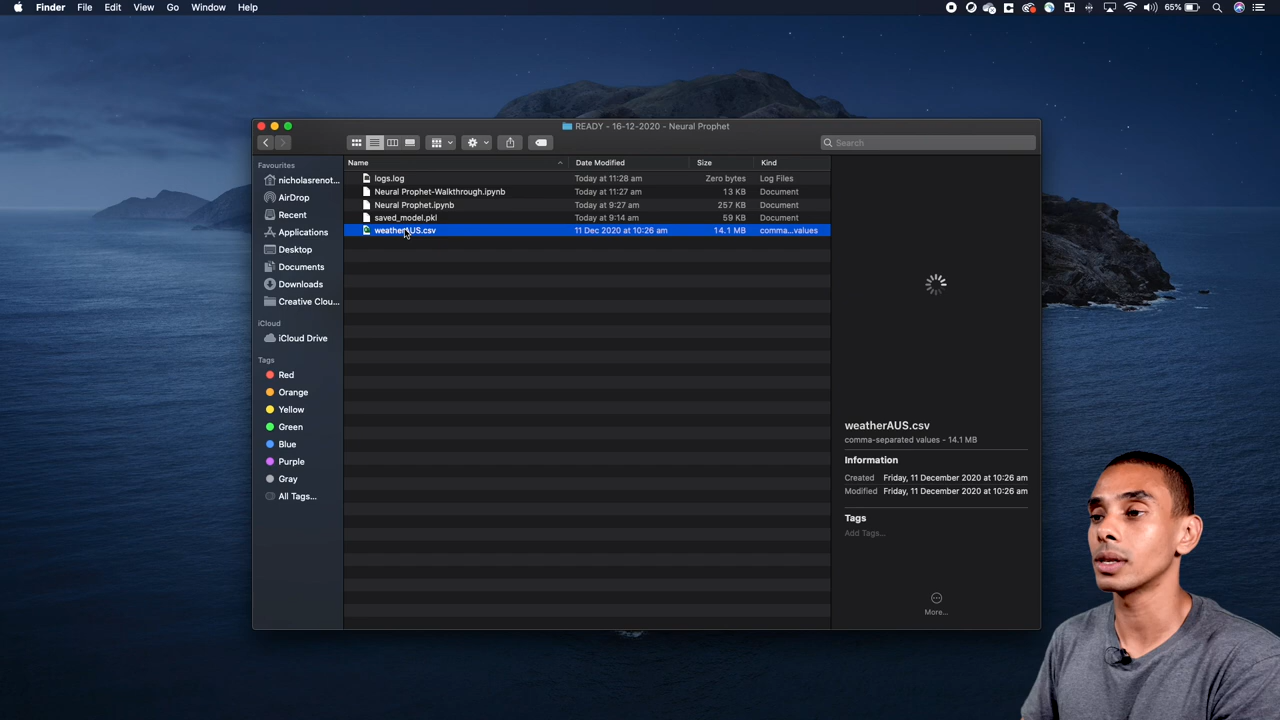 Finder File Edit View Go Window Help 65%
READY - 16-12-2020 - Neural Prophet
Search
Favourites
nicholasrenot...
AirDrop
Recent
Applications
Desktop
Documents
Downloads
Creative Clou...
iCloud
iCloud Drive
Tags
Red
Orange
Yellow
Green
Blue
Purple
Gray
All Tags...
Name Date Modified Size Kind
logs.log Today at 11:28 am Zero bytes Log Files
Neural Prophet-Walkthrough.ipynb Today at 11:27 am 13 KB Document
Neural Prophet.ipynb Today at 9:27 am 257 KB Document
saved_model.pkl Today at 9:14 am 59 KB Document
weatherAUS.csv 11 Dec 2020 at 10:26 am 14.1 MB comma...values
weatherAUS.csv
comma-separated values - 14.1 MB
Information
Created Friday, 11 December 2020 at 10:26 am
Modified Friday, 11 December 2020 at 10:26 am
Tags
Add Tags...
More...